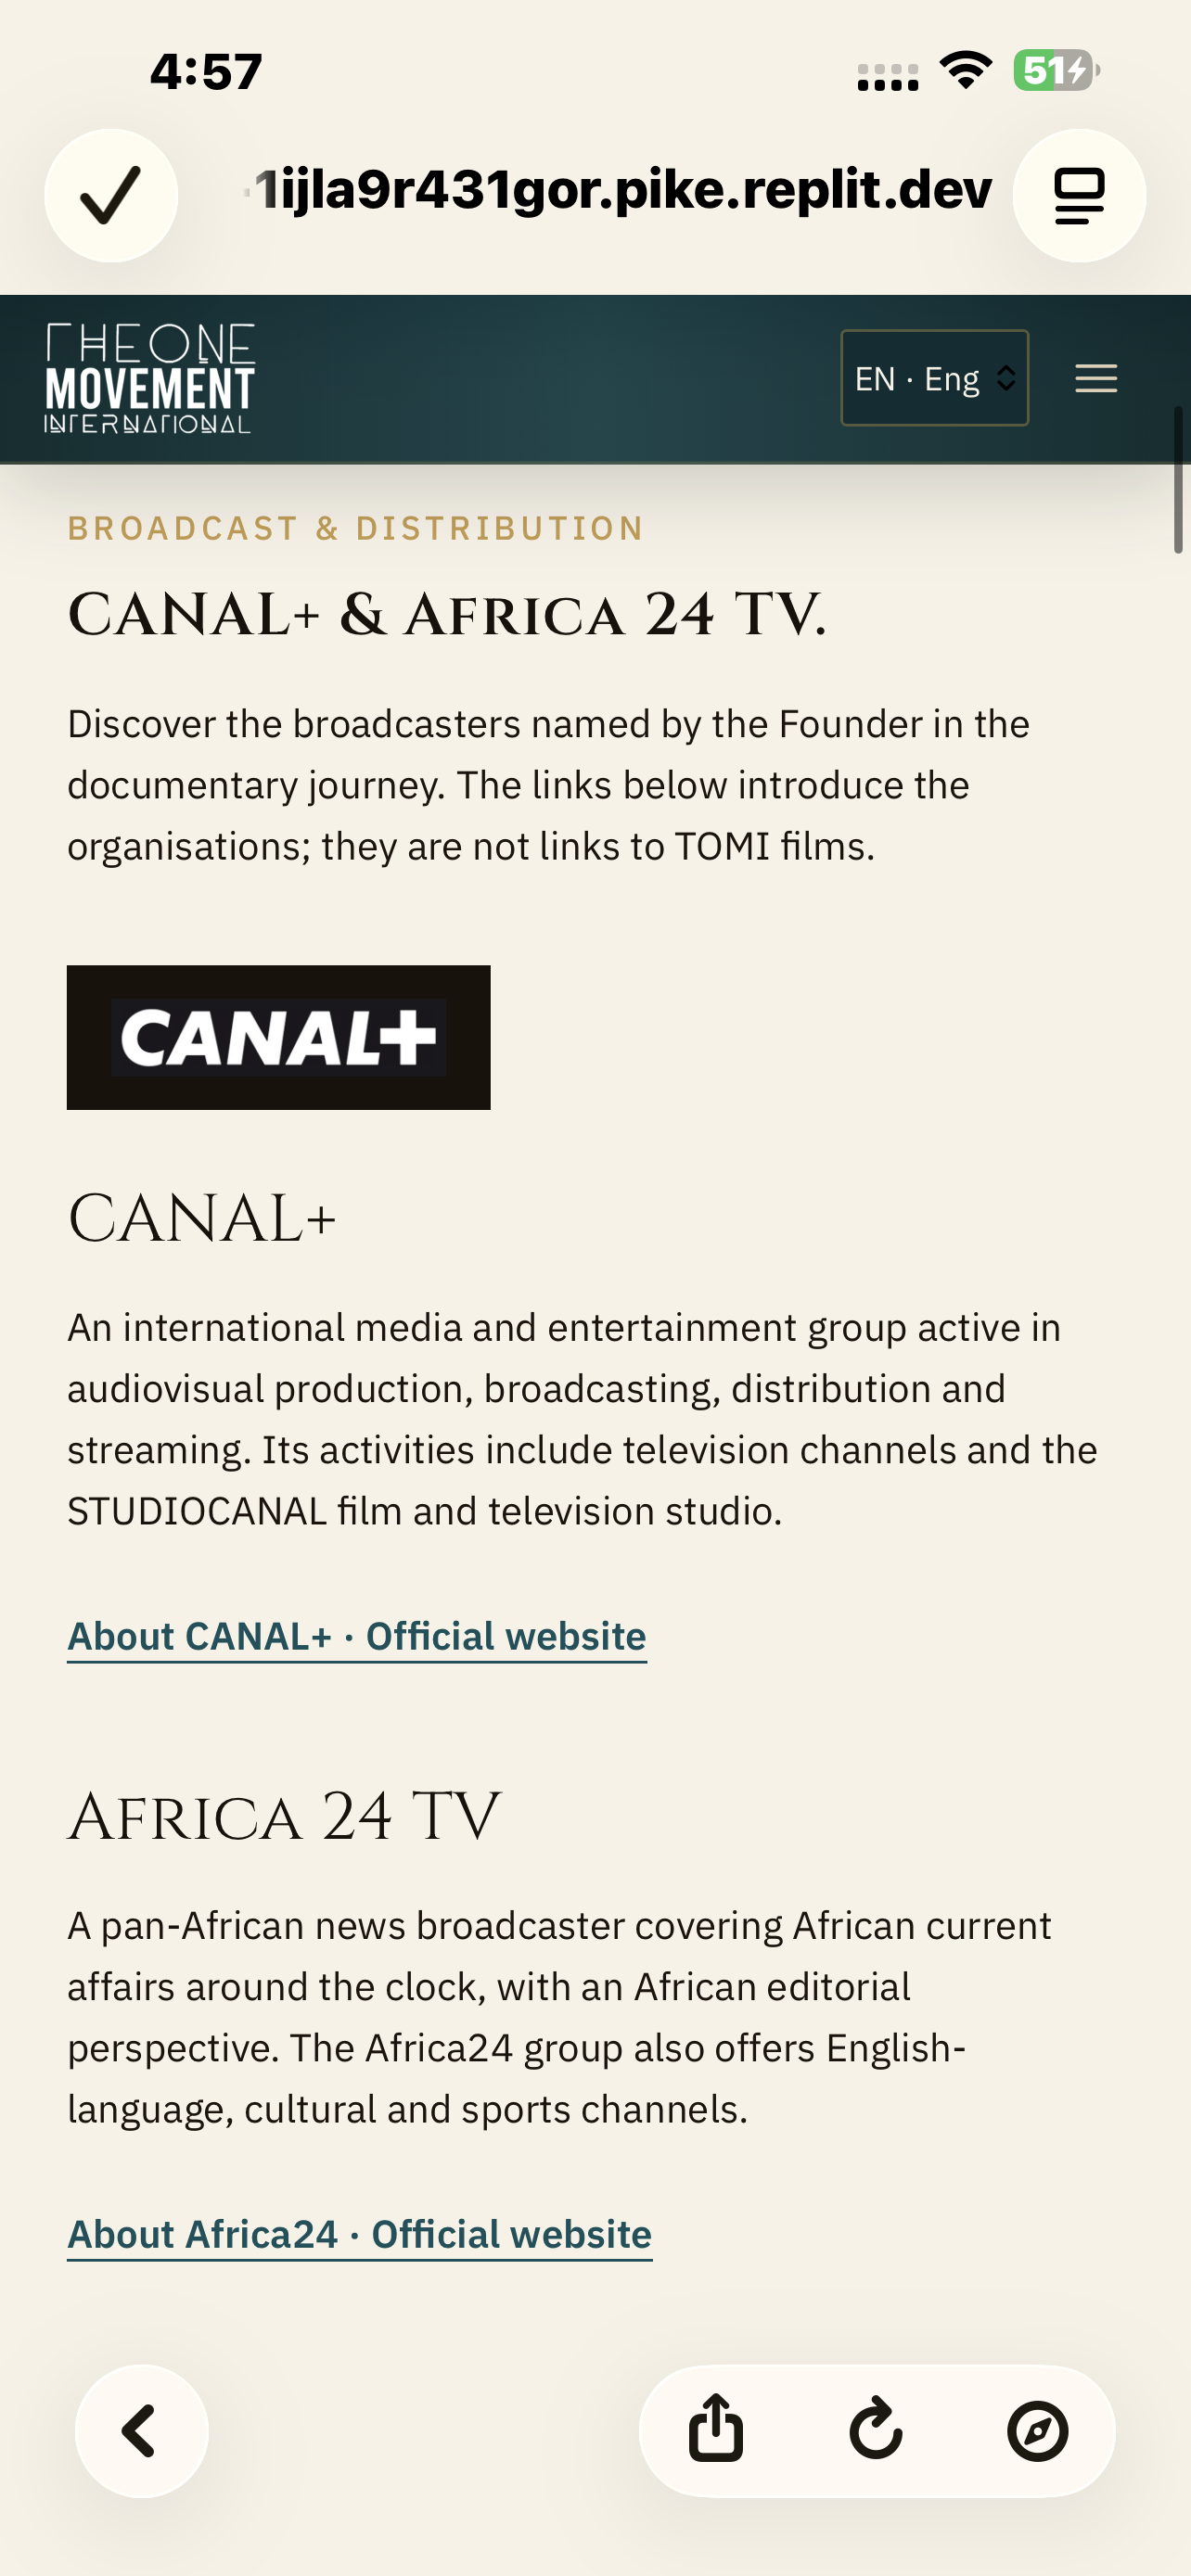 4:57
51
1ijla9r431gor.pike.replit.dev
THE ONE
MOVEMENT
INTERNATIONAL
EN · Eng
BROADCAST & DISTRIBUTION
CANAL+ & AFRICA 24 TV.
Discover the broadcasters named by the Founder in the
documentary journey. The links below introduce the
organisations; they are not links to TOMI films.
CANAL+
CANAL+
An international media and entertainment group active in
audiovisual production, broadcasting, distribution and
streaming. Its activities include television channels and the
STUDIOCANAL film and television studio.
About CANAL+ · Official website
AFRICA 24 TV
A pan-African news broadcaster covering African current
affairs around the clock, with an African editorial
perspective. The Africa24 group also offers English-
language, cultural and sports channels.
About Africa24 · Official website